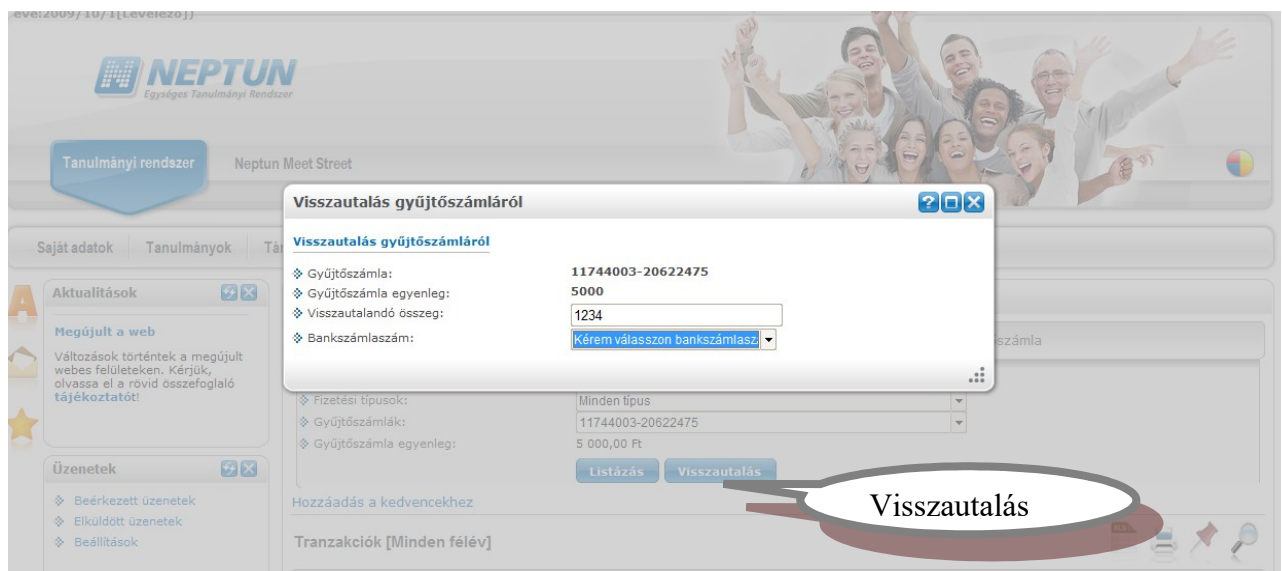 eve:2009/10/1[Levelező])
NEPTUN
Egységes Tanulmányi Rendszer
Tanulmányi rendszer
Neptun Meet Street
Visszautalás gyűjtőszámláról
Visszautalás gyűjtőszámláról
Gyűjtőszámla: 11744003-20622475
Gyűjtőszámla egyenleg: 5000
Visszautalandó összeg: 1234
Bankszámlaszám: Kérem válasszon bankszámlasz
Saját adatok Tanulmányok Tár
Aktualitások
Megújult a web
Változások történtek a megújult
webes felületeken. Kérjük,
olvassa el a rövid összefoglaló
tájékoztatót!
számla
Fizetési típusok: Minden típus
Gyűjtőszámlák: 11744003-20622475
Gyűjtőszámla egyenleg: 5 000,00 Ft
Listázás Visszautalás
Visszautalás
Hozzáadás a kedvencekhez
Üzenetek
Beérkezett üzenetek
Elküldött üzenetek
Beállítások
Tranzakciók [Minden félév]